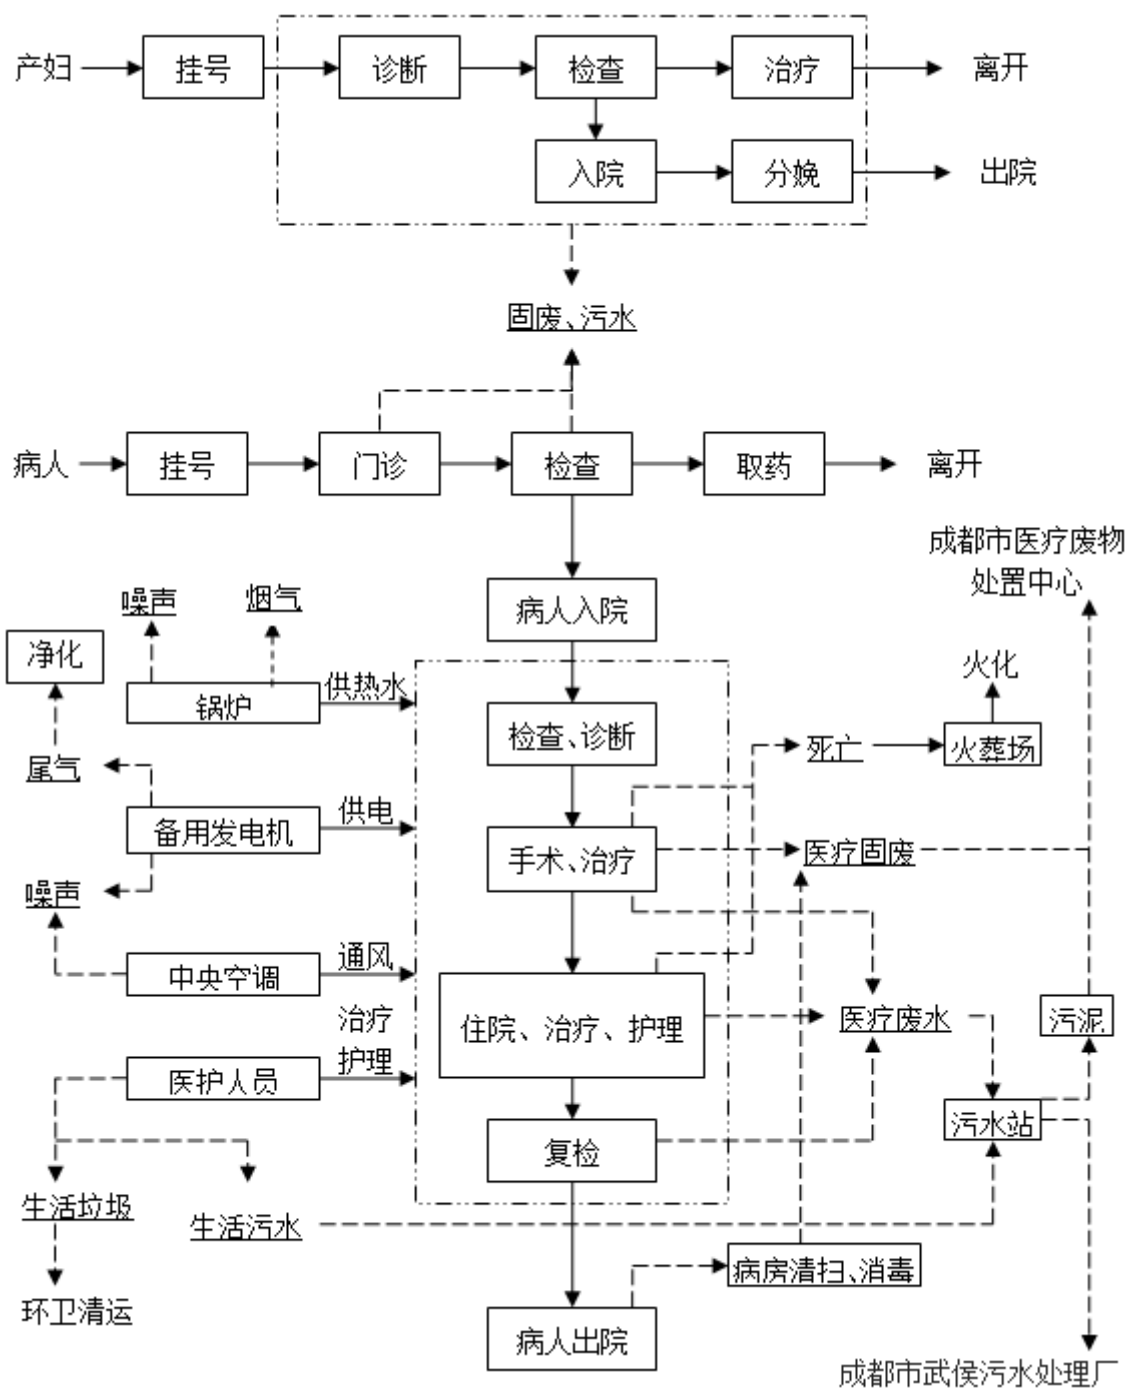 产妇
挂号
诊断
检查
治疗
离开
入院
分娩
出院
固废、污水
病人
挂号
门诊
检查
取药
离开
成都市医疗废物
处置中心
病人入院
噪声
烟气
净化
锅炉
供热水
火化
检查、诊断
死亡
火葬场
尾气
备用发电机
供电
手术、治疗
医疗固废
噪声
中央空调
通风
住院、治疗、护理
医疗废水
污泥
治疗
护理
医护人员
污水站
复检
生活垃圾
生活污水
病房清扫、消毒
环卫清运
病人出院
成都市武侯污水处理厂